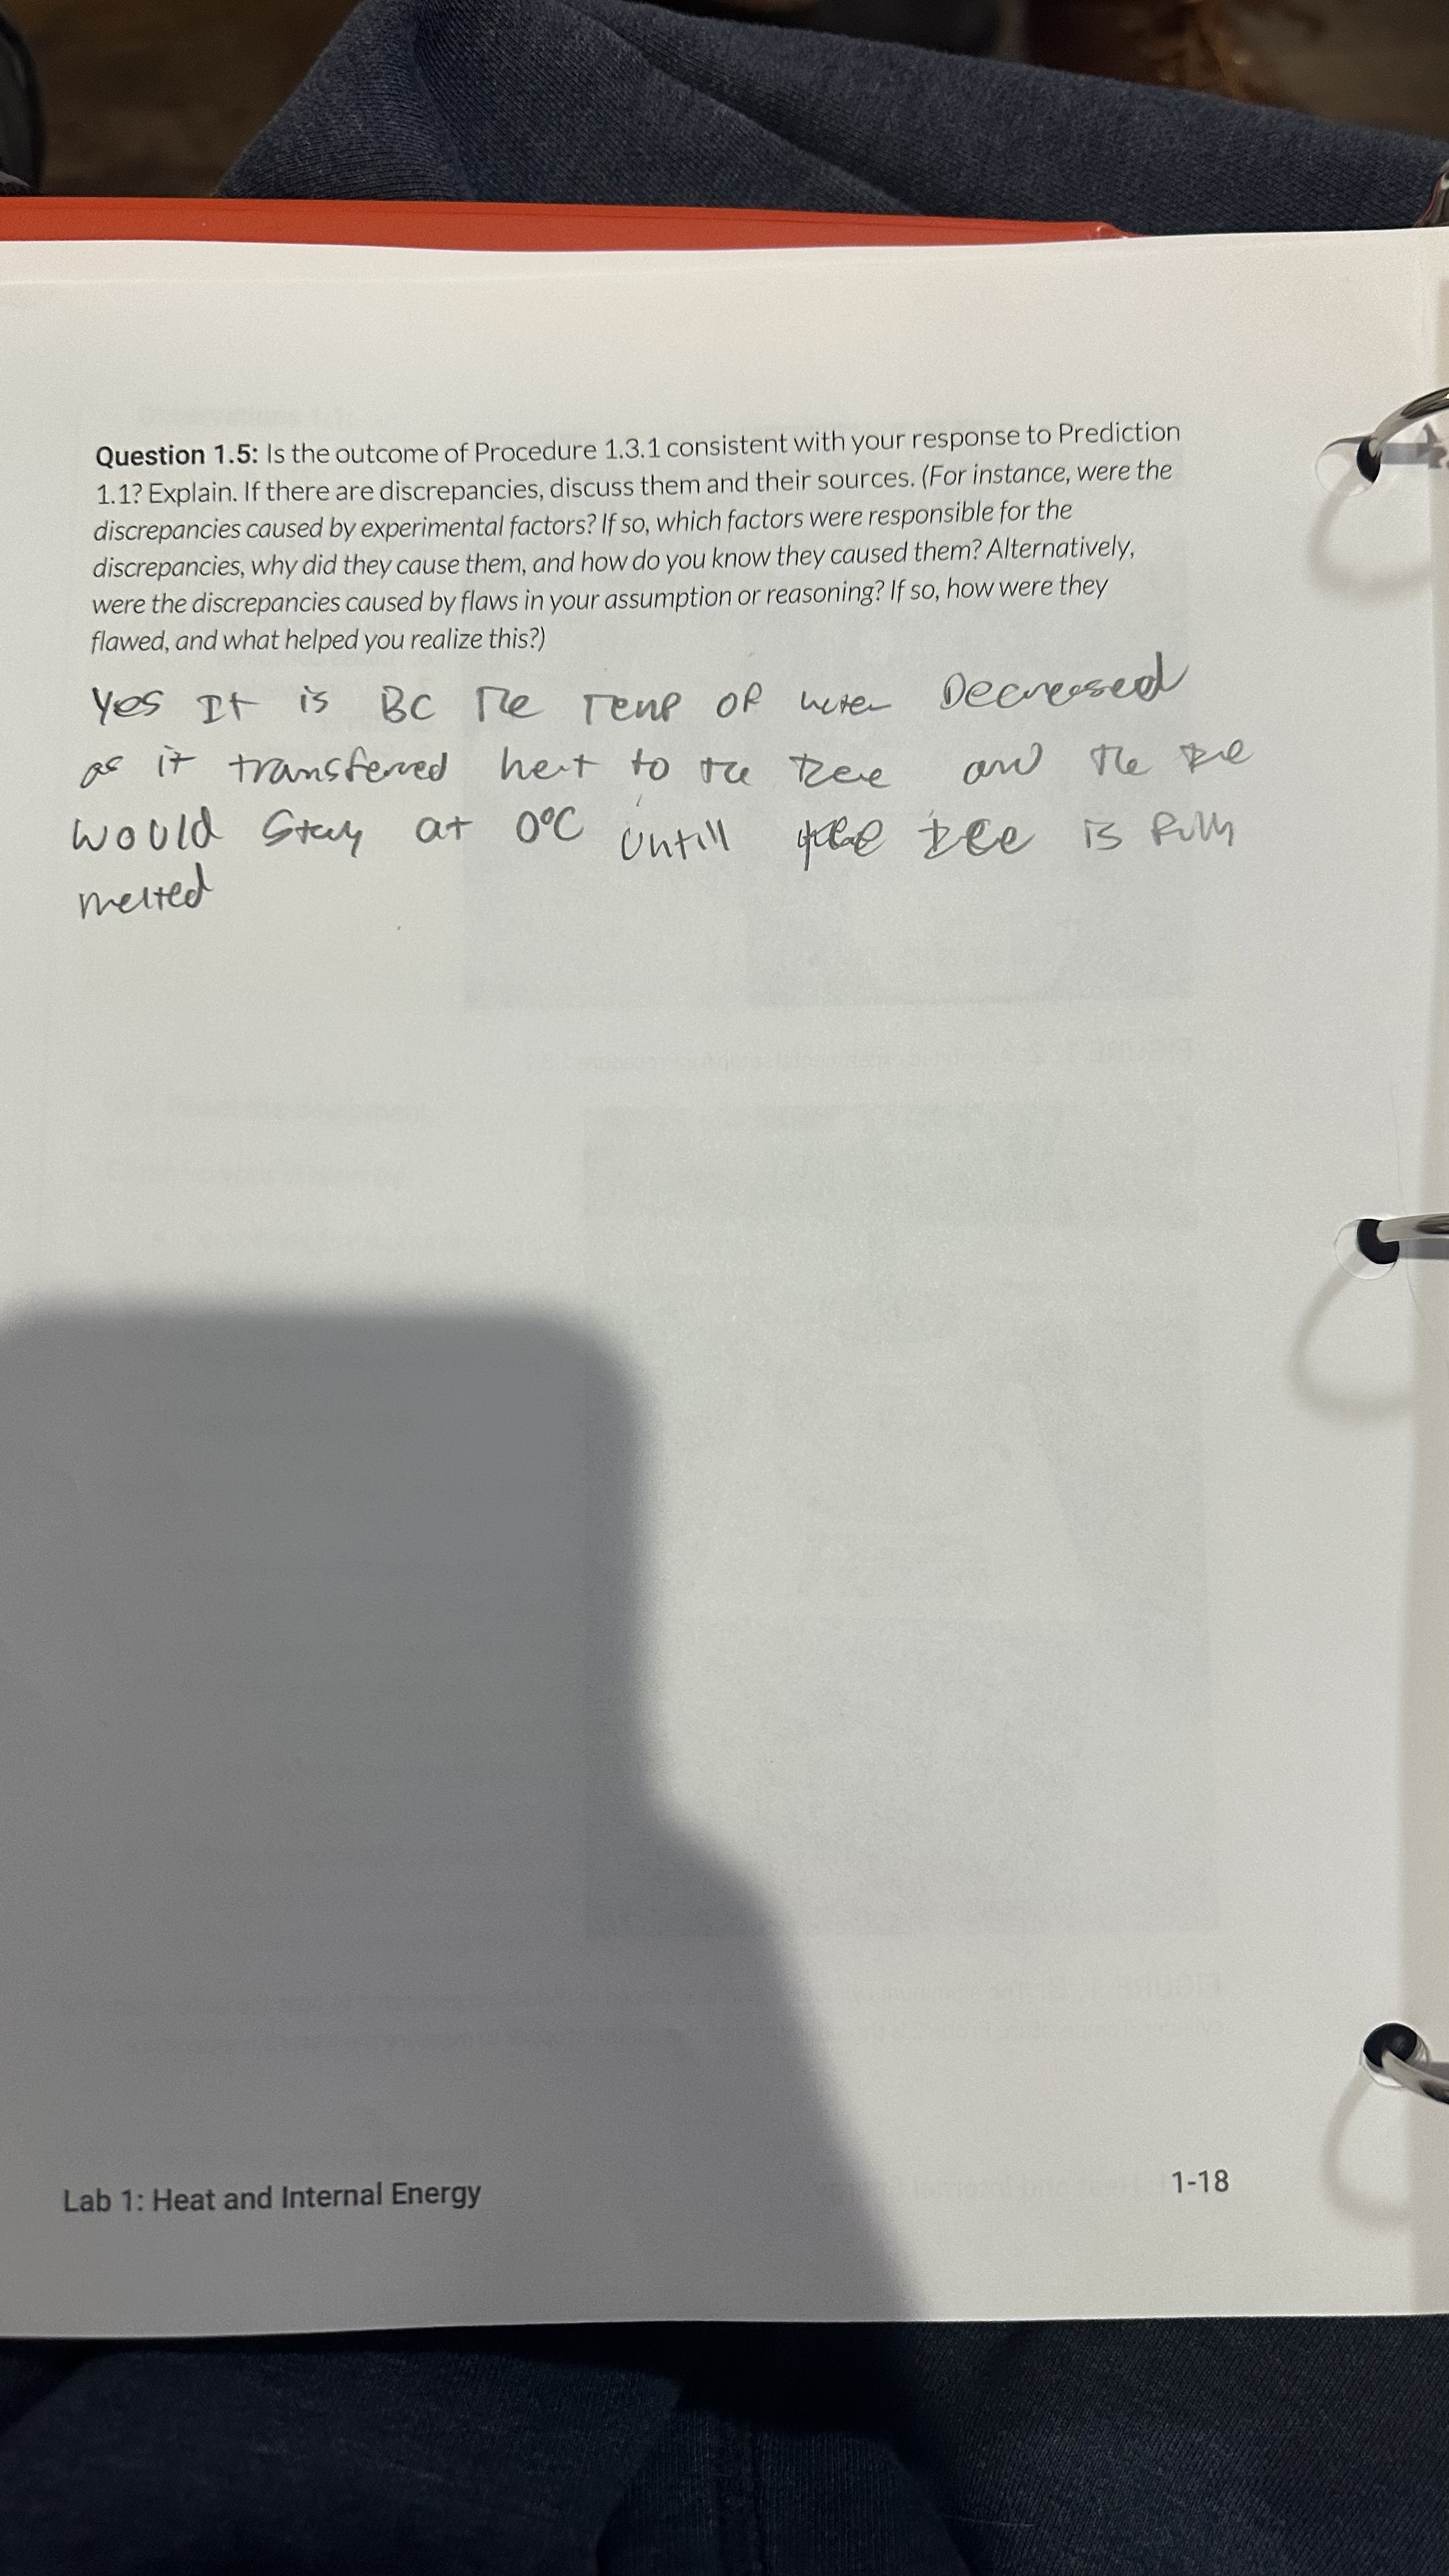 Question 1.5: Is the outcome of Procedure 1.3.1 consistent with your response to Prediction
1.1? Explain. If there are discrepancies, discuss them and their sources. (For instance, were the
discrepancies caused by experimental factors? If so, which factors were responsible for the
discrepancies, why did they cause them, and how do you know they caused them? Alternatively,
were the discrepancies caused by flaws in your assumption or reasoning? If so, how were they
flawed, and what helped you realize this?)
Yes It is BC The Temp OF water Decreased
as it transferred heat to the Ice and The Ice
would Stay at 0°C Untill Ice is fully
melted
Lab 1: Heat and Internal Energy
1-18